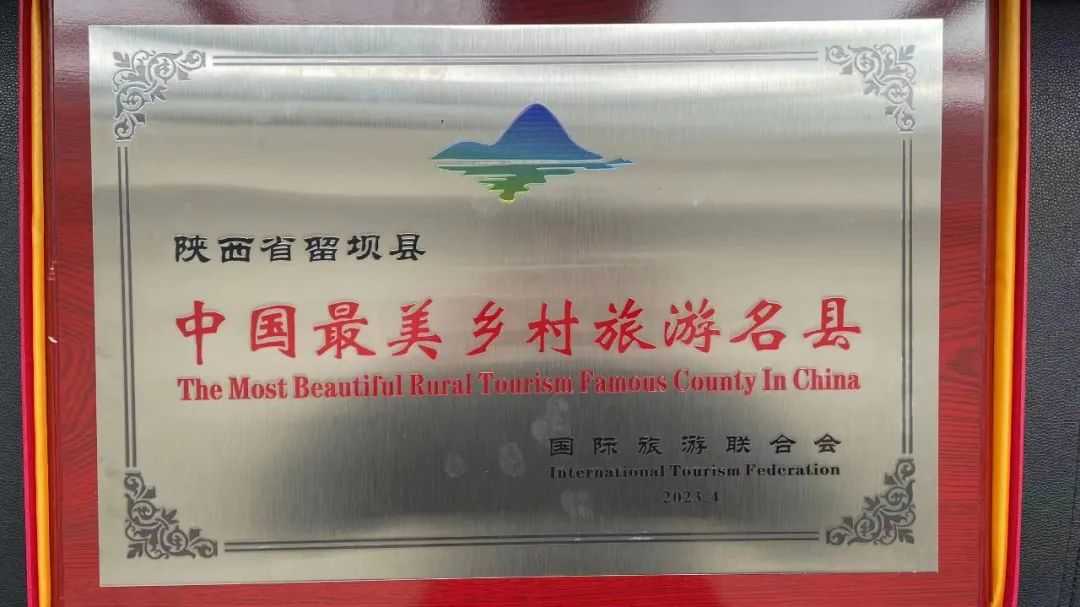 陕西省留坝县
中国最美乡村旅游名县
The Most Beautiful Rural Tourism Famous County In China
国际旅游联合会
International Tourism Federation
2023.4